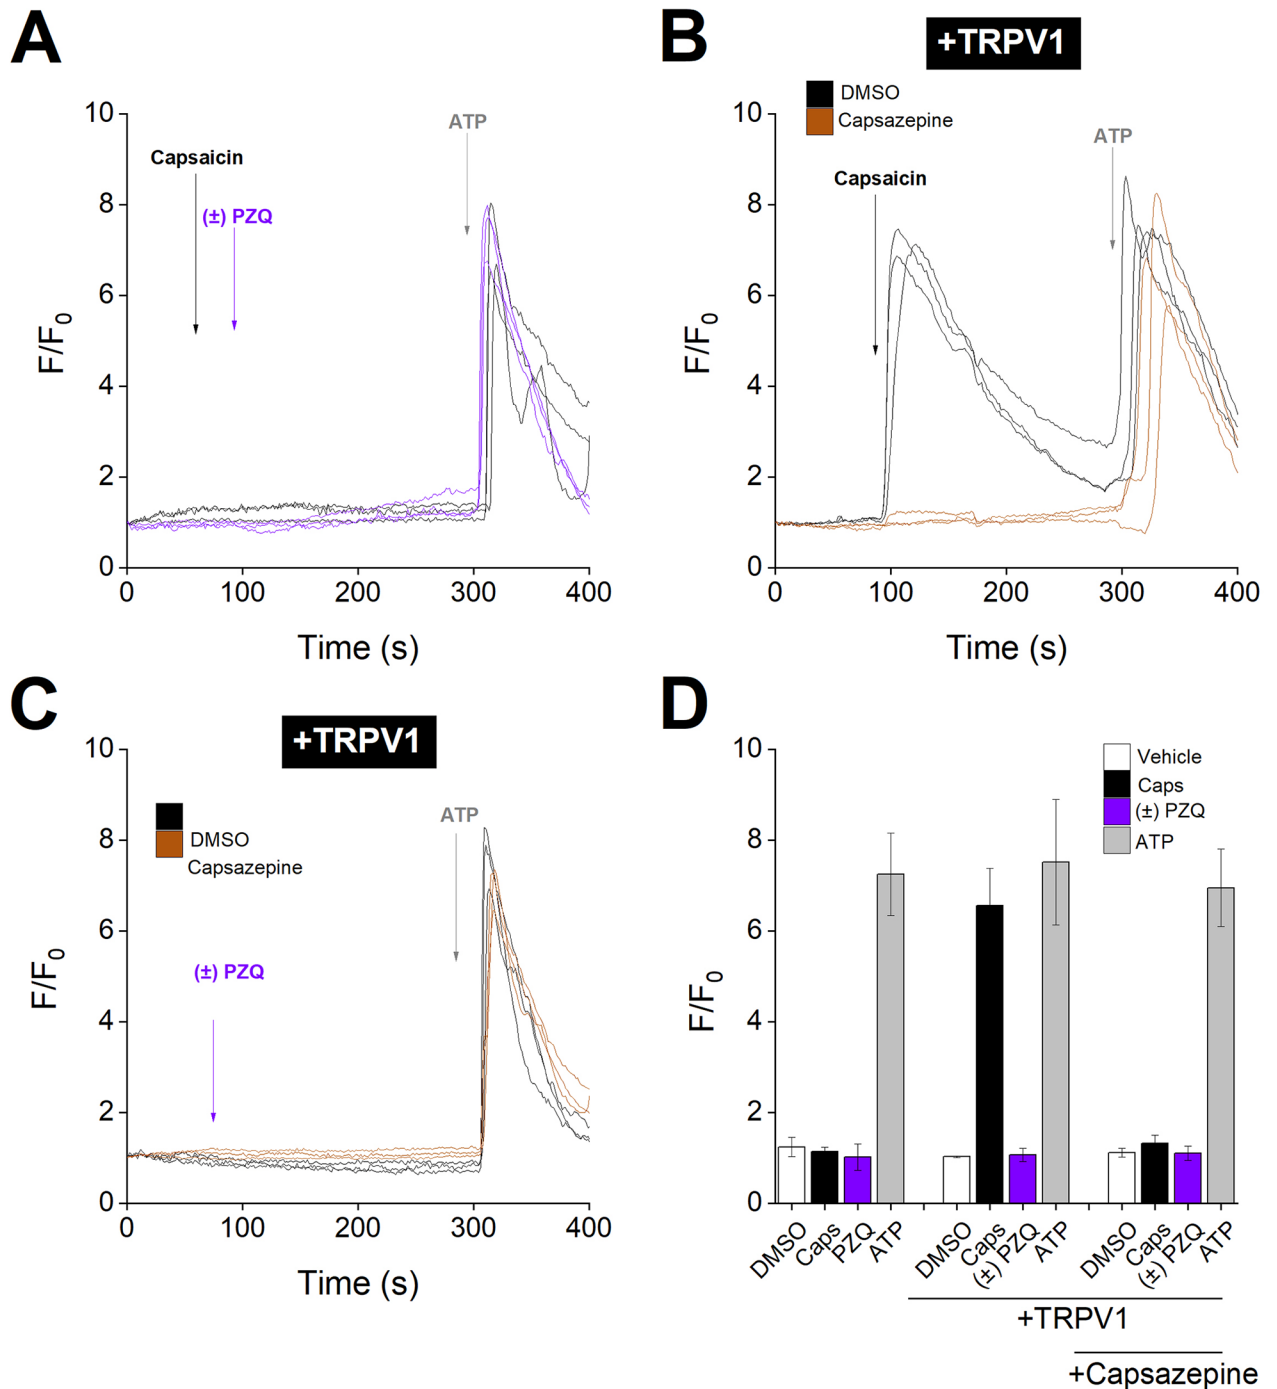 A
10
8
6
4
2
0
F/F0
Capsaicin
(±) PZQ
ATP
0 100 200 300 400
Time (s)
B
+TRPV1
DMSO
Capsazepine
10
8
6
4
2
0
F/F0
Capsaicin
ATP
0 100 200 300 400
Time (s)
C
+TRPV1
DMSO
Capsazepine
10
8
6
4
2
0
F/F0
(±) PZQ
ATP
0 100 200 300 400
Time (s)
D
10
8
6
4
2
0
F/F0
Vehicle
Caps
(±) PZQ
ATP
DMSO
Caps
PZQ
ATP
DMSO
Caps
(±) PZQ
ATP
DMSO
Caps
(±) PZQ
ATP
+TRPV1
+Capsazepine